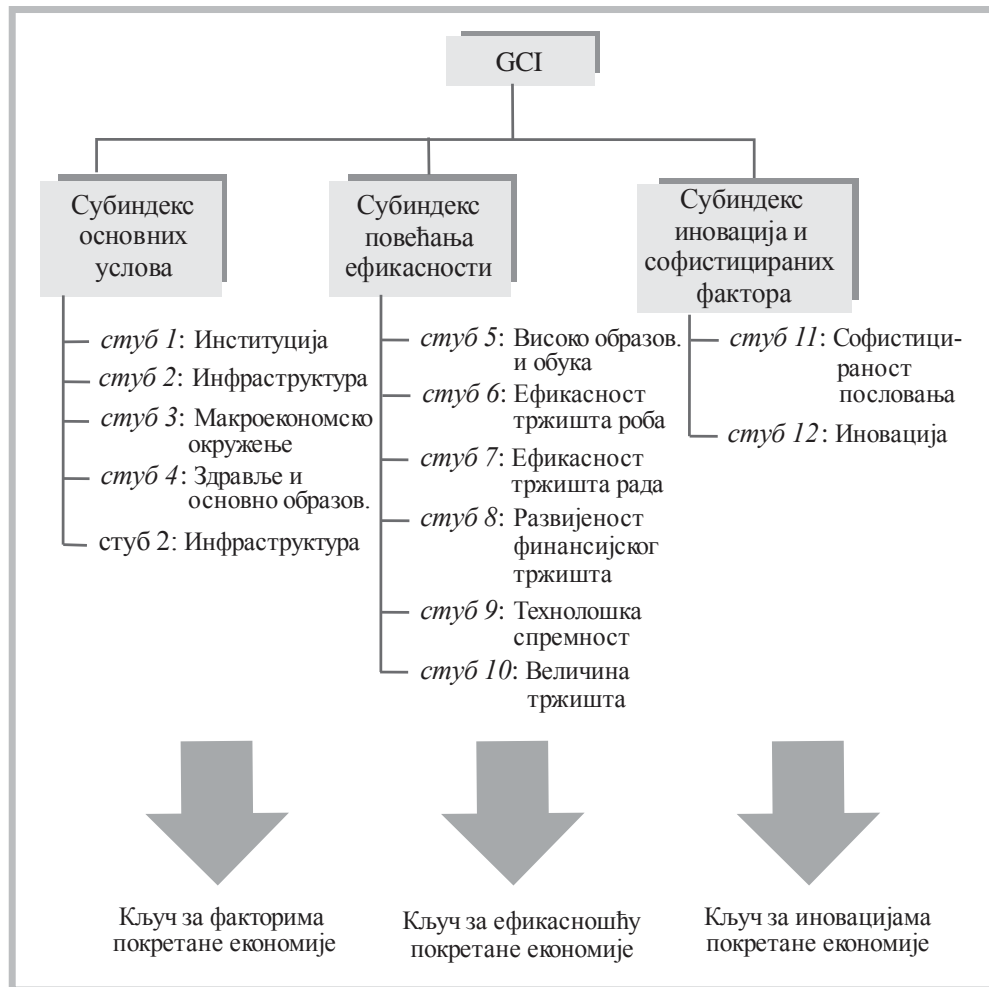 GCI
Субиндекс
основних
услова
стуб 1: Институција
стуб 2: Инфраструктура
стуб 3: Макроекономско
окружење
стуб 4: Здравље и
основно образов.
стуб 2: Инфраструктура
Субиндекс
повећања
ефикасности
стуб 5: Високо образов.
и обука
стуб 6: Ефикасност
тржишта роба
стуб 7: Ефикасност
тржишта рада
стуб 8: Развијеност
финансијског
тржишта
стуб 9: Технолошка
спремност
стуб 10: Величина
тржишта
Субиндекс
иновација и
софистицираних
фактора
стуб 11: Софистици-
раност
пословања
стуб 12: Иновација
Кључ за факторима
покретане економије
Кључ за ефикасношћу
покретане економије
Кључ за иновацијама
покретане економије